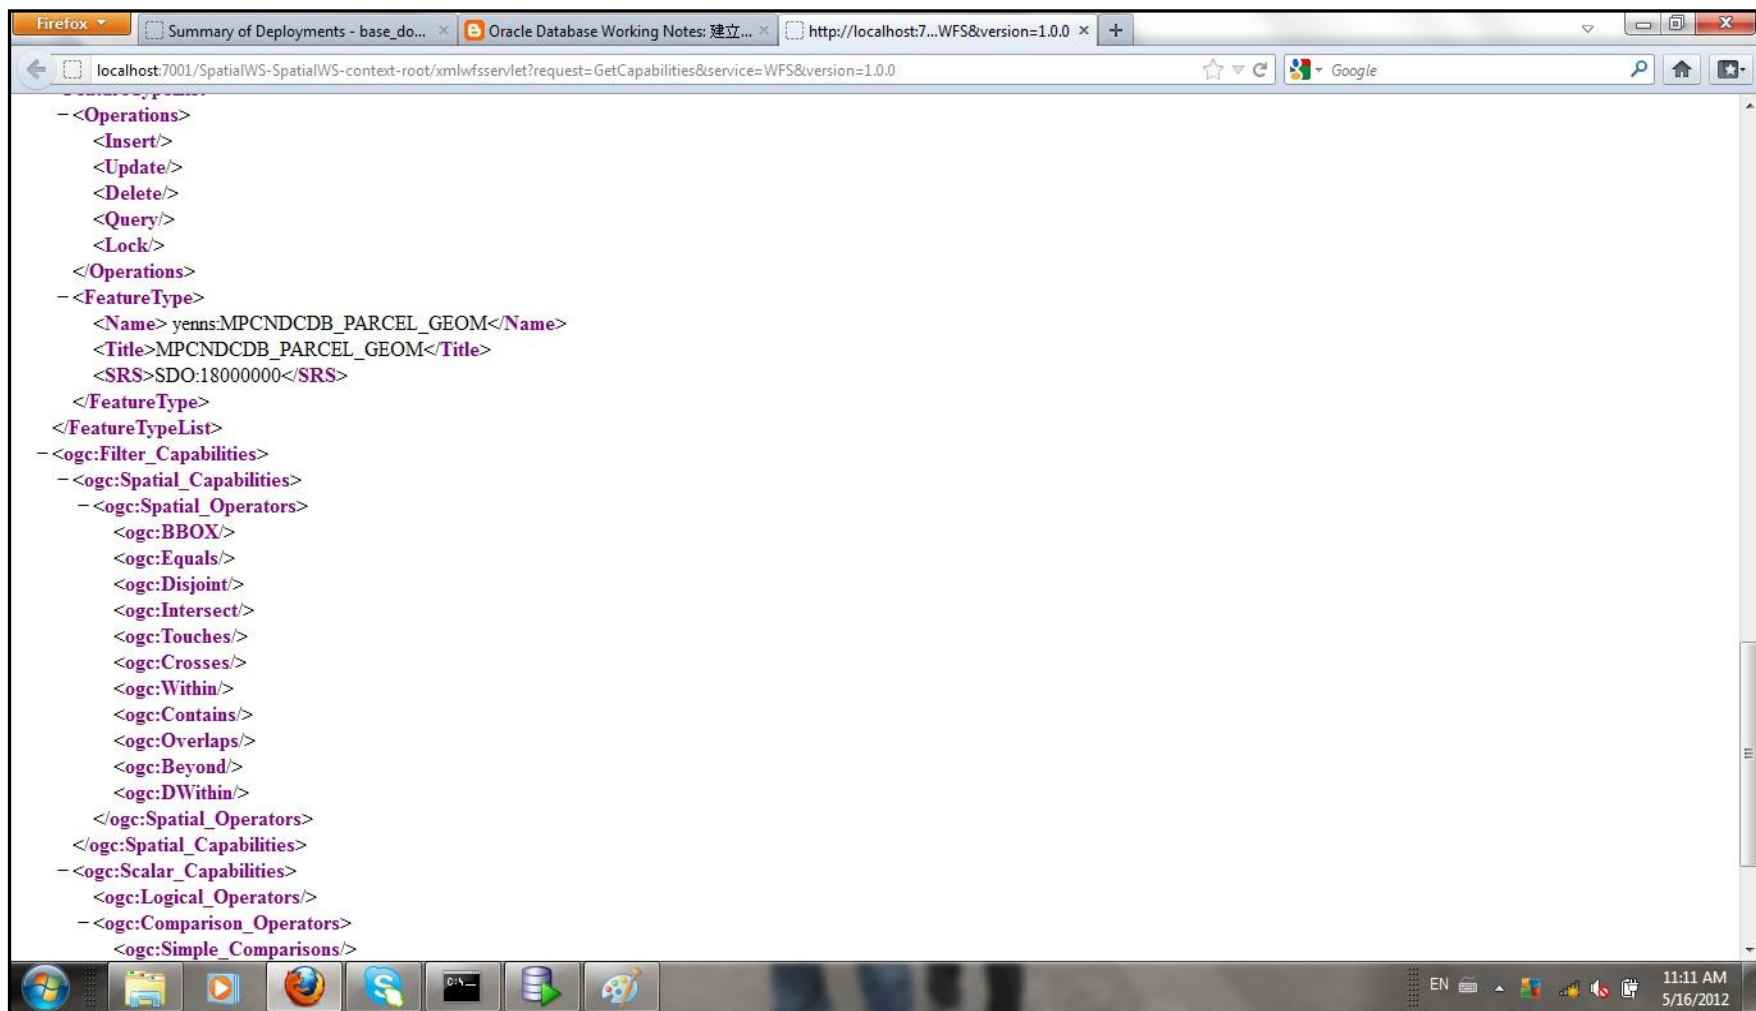 Firefox
Summary of Deployments - base_do...
Oracle Database Working Notes: 建立...
http://localhost:7...WFS&version=1.0.0
localhost:7001/SpatialWS-SpatialWS-context-root/xmlwfsservlet?request=GetCapabilities&service=WFS&version=1.0.0
Google
−<Operations>
<Insert/>
<Update/>
<Delete/>
<Query/>
<Lock/>
</Operations>
−<FeatureType>
<Name> yenns:MPCNDCDB_PARCEL_GEOM</Name>
<Title>MPCNDCDB_PARCEL_GEOM</Title>
<SRS>SDO:18000000</SRS>
</FeatureType>
</FeatureTypeList>
−<ogc:Filter_Capabilities>
−<ogc:Spatial_Capabilities>
−<ogc:Spatial_Operators>
<ogc:BBOX/>
<ogc:Equals/>
<ogc:Disjoint/>
<ogc:Intersect/>
<ogc:Touches/>
<ogc:Crosses/>
<ogc:Within/>
<ogc:Contains/>
<ogc:Overlaps/>
<ogc:Beyond/>
<ogc:DWithin/>
</ogc:Spatial_Operators>
</ogc:Spatial_Capabilities>
−<ogc:Scalar_Capabilities>
<ogc:Logical_Operators/>
−<ogc:Comparison_Operators>
<ogc:Simple_Comparisons/>
C:\_
EN
11:11 AM
5/16/2012